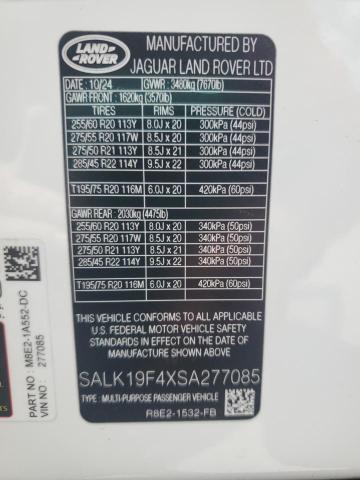 LAND-
ROVER
MANUFACTURED BY
JAGUAR LAND ROVER LTD
DATE: 10/24 GVWR: 3480kg (7670lb)
GAWR FRONT: 1620kg (3570lb)
TIRES RIMS PRESSURE (COLD)
255/60 R20 113Y 8.0J x 20 300kPa (44psi)
275/55 R20 117W 8.0J x 20 300kPa (44psi)
275/50 R21 113Y 8.5J x 21 300kPa (44psi)
285/45 R22 114Y 9.5J x 22 300kPa (44psi)
T195/75 R20 116M 6.0J x 20 420kPa (60psi)
GAWR REAR: 2030kg (4475lb)
255/60 R20 113Y 8.0J x 20 340kPa (50psi)
275/55 R20 117W 8.0J x 20 340kPa (50psi)
275/50 R21 113Y 8.5J x 21 340kPa (50psi)
285/45 R22 114Y 9.5J x 22 340kPa (50psi)
T195/75 R20 116M 6.0J x 20 420kPa (60psi)
THIS VEHICLE CONFORMS TO ALL
APPLICABLE FEDERAL MOTOR VEHICLE
SAFETY STANDARDS IN EFFECT ON THE
DATE OF MANUFACTURE SHOWN ABOVE
SALK19F4XSA277085
R8E2-1532-FB
TYPE: MULTI-PURPOSE PASSENGER VEHICLE
PART NO : M8E2-1A552-DC
VIN NO : 277085